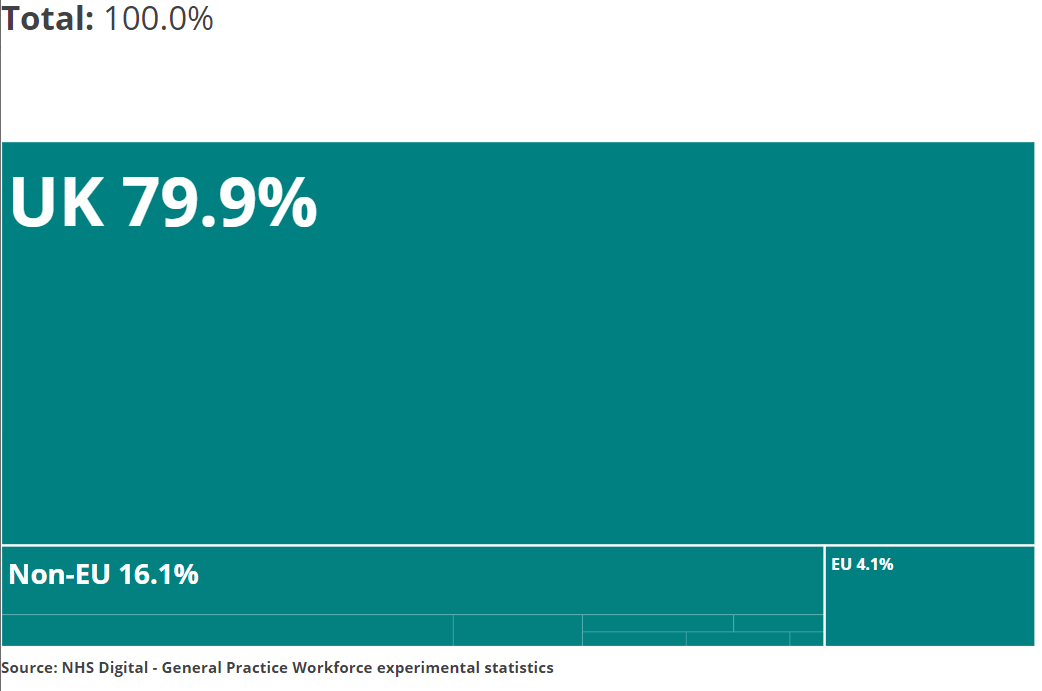 Total: 100.0%
UK 79.9%
Non-EU 16.1%
EU 4.1%
Source: NHS Digital - General Practice Workforce experimental statistics